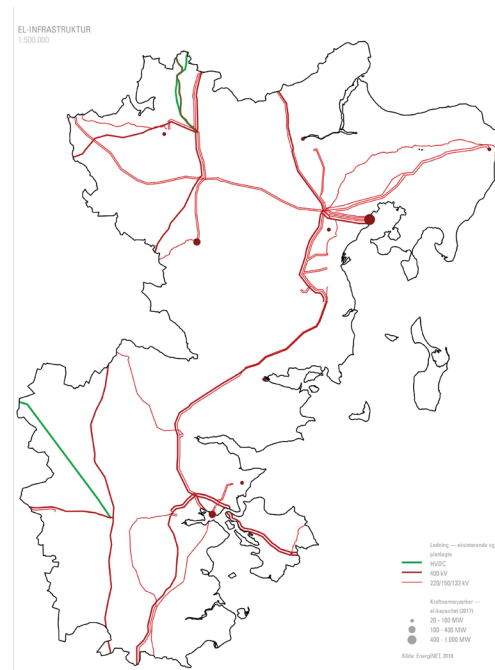 EL-INFRASTRUKTUR
1:500.000
Ledning — eksisterende og
planlagte
HVDC
400 kV
220/150/132 kV
Kraftvarmeværker —
el-kapacitet (2017)
20 - 100 MW
100 - 400 MW
400 - 1.000 MW
Kilde: EnergiNET, 2018